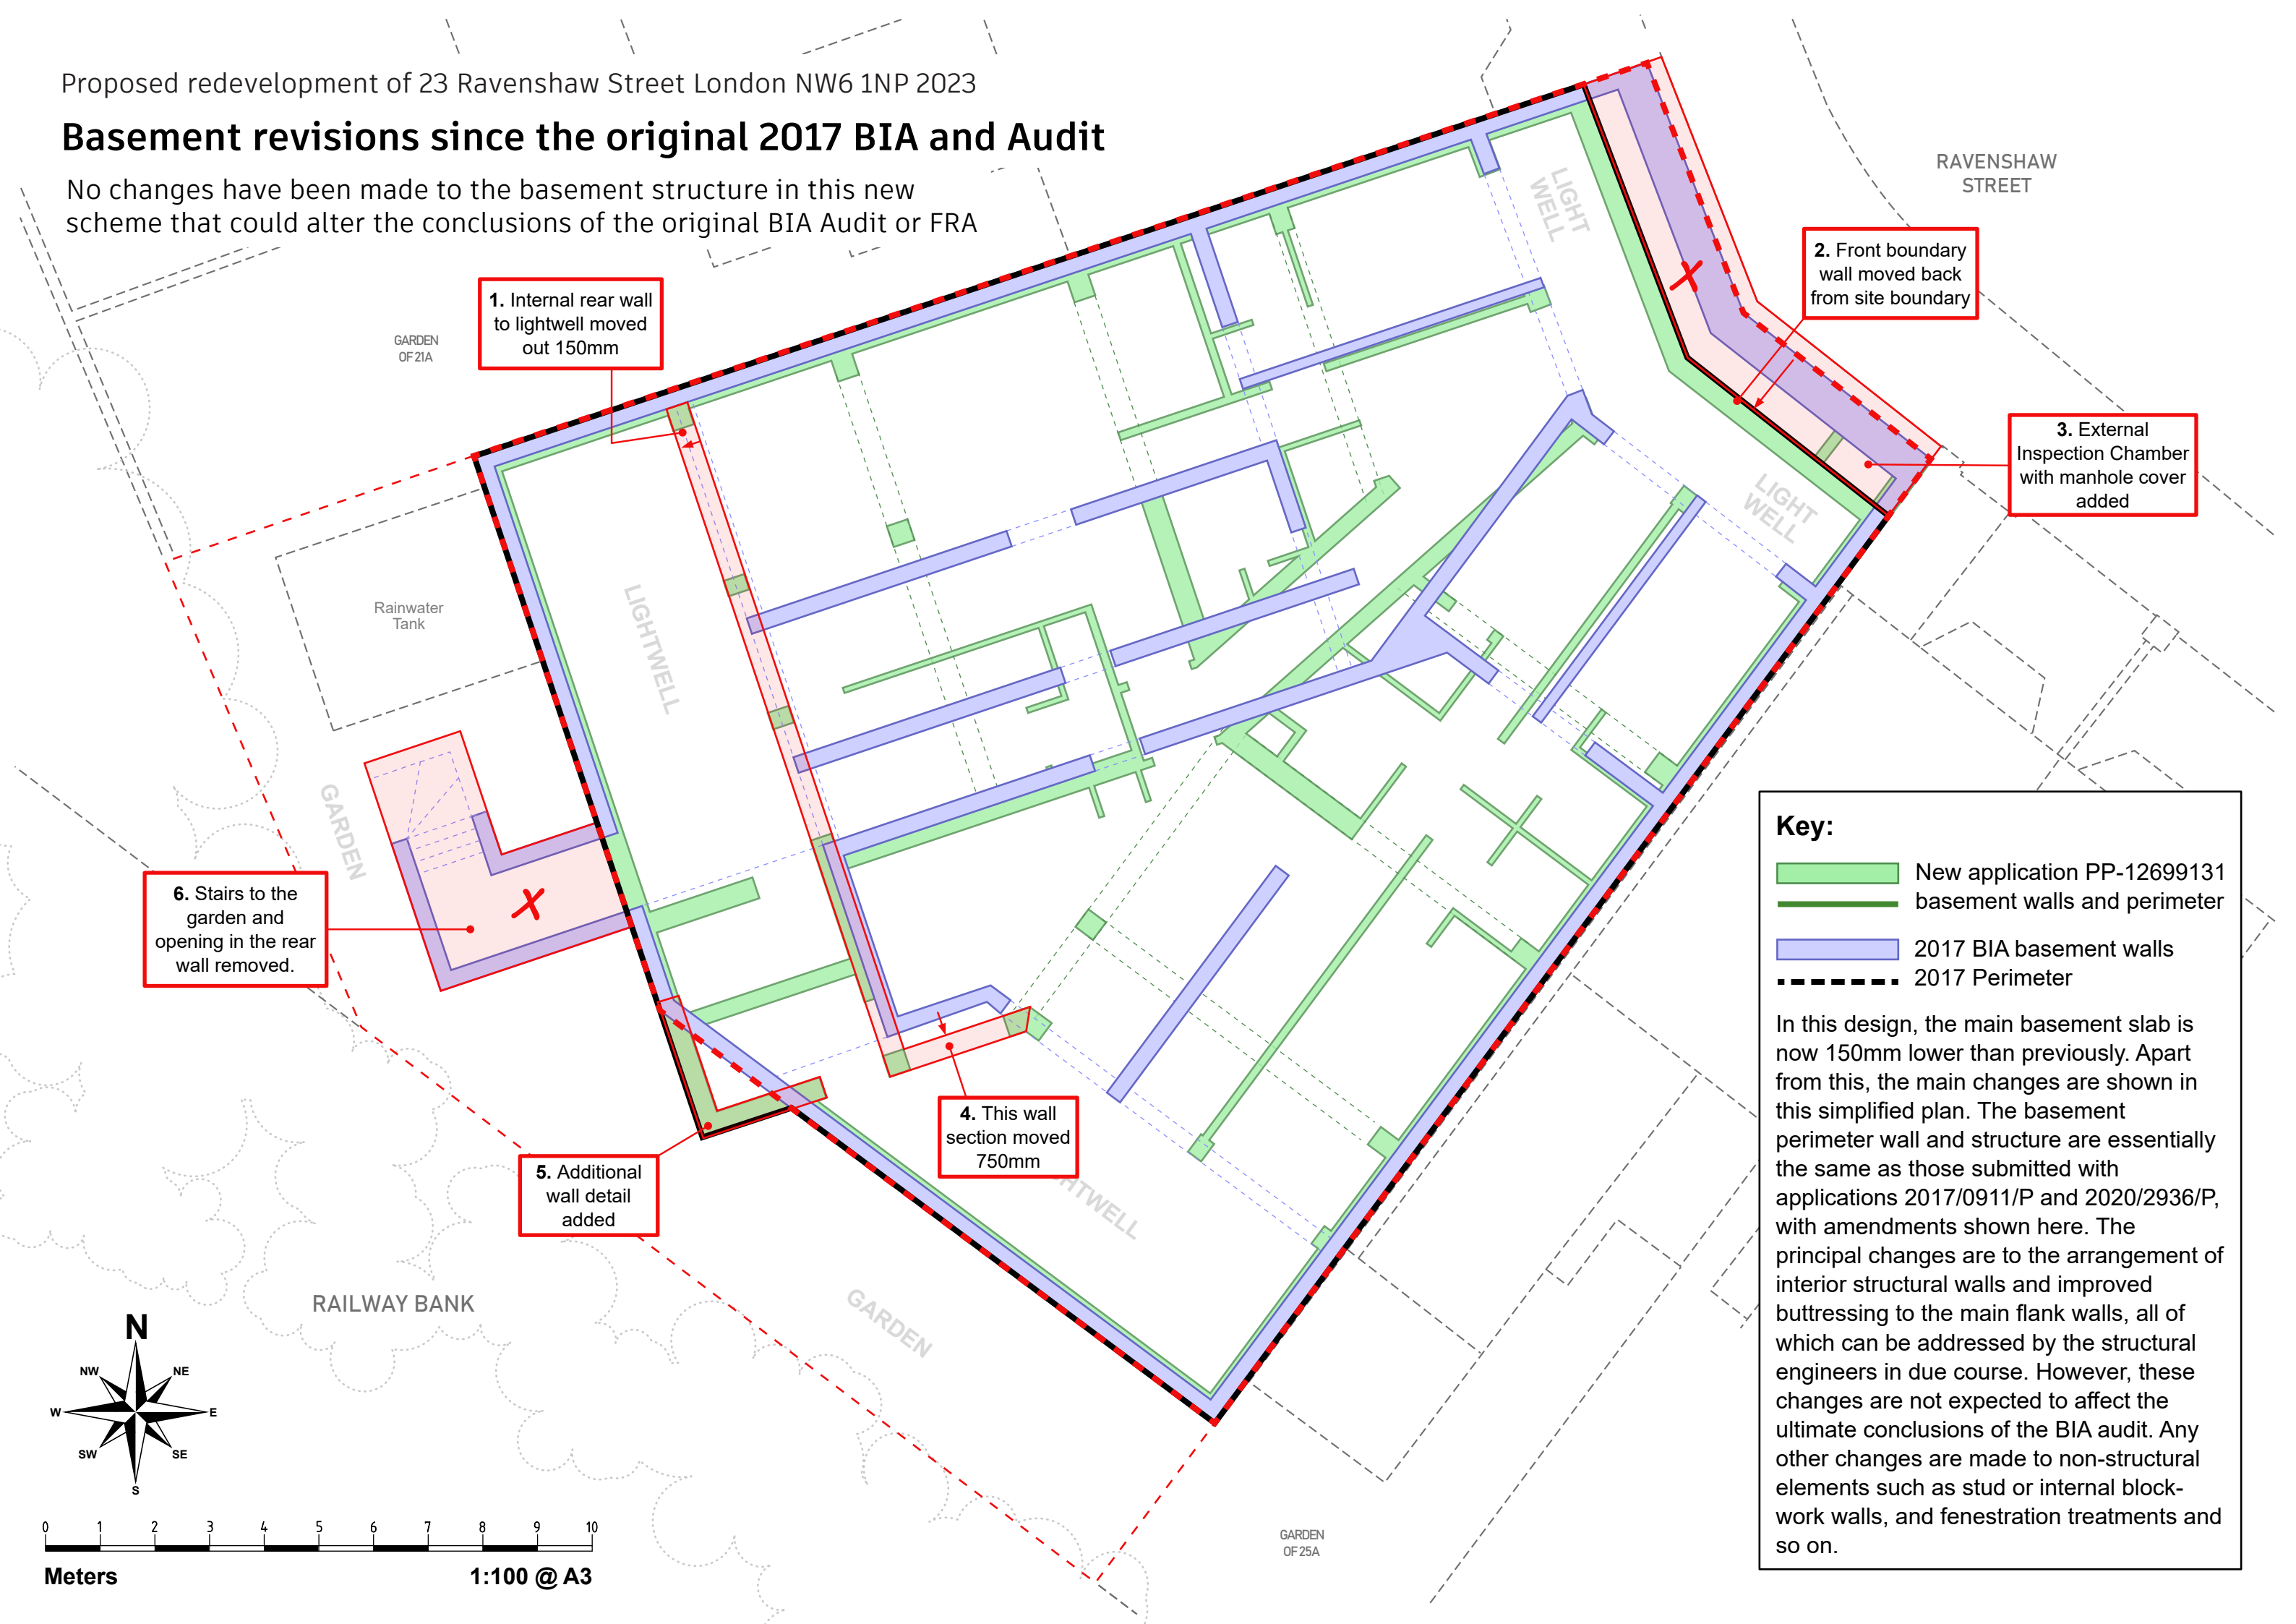 Proposed redevelopment of 23 Ravenshaw Street London NW6 1NP 2023
Basement revisions since the original 2017 BIA and Audit
No changes have been made to the basement structure in this new
scheme that could alter the conclusions of the original BIA Audit or FRA
RAVENSHAW
STREET
LIGHT
WELL
2. Front boundary
wall moved back
from site boundary
1. Internal rear wall
to lightwell moved
out 150mm
GARDEN
OF 21A
3. External
Inspection Chamber
with manhole cover
added
LIGHT
WELL
Rainwater
Tank
LIGHTWELL
GARDEN
6. Stairs to the
garden and
opening in the rear
wall removed.
4. This wall
section moved
750mm
5. Additional
wall detail
added
HTWELL
GARDEN
RAILWAY BANK
GARDEN
OF 25A
N
NW
NE
W
E
SW
SE
S
0 1 2 3 4 5 6 7 8 9 10
Meters
1:100 @ A3
Key:
New application PP-12699131
basement walls and perimeter
2017 BIA basement walls
2017 Perimeter
In this design, the main basement slab is
now 150mm lower than previously. Apart
from this, the main changes are shown in
this simplified plan. The basement
perimeter wall and structure are essentially
the same as those submitted with
applications 2017/0911/P and 2020/2936/P,
with amendments shown here. The
principal changes are to the arrangement of
interior structural walls and improved
buttressing to the main flank walls, all of
which can be addressed by the structural
engineers in due course. However, these
changes are not expected to affect the
ultimate conclusions of the BIA audit. Any
other changes are made to non-structural
elements such as stud or internal block-
work walls, and fenestration treatments and
so on.